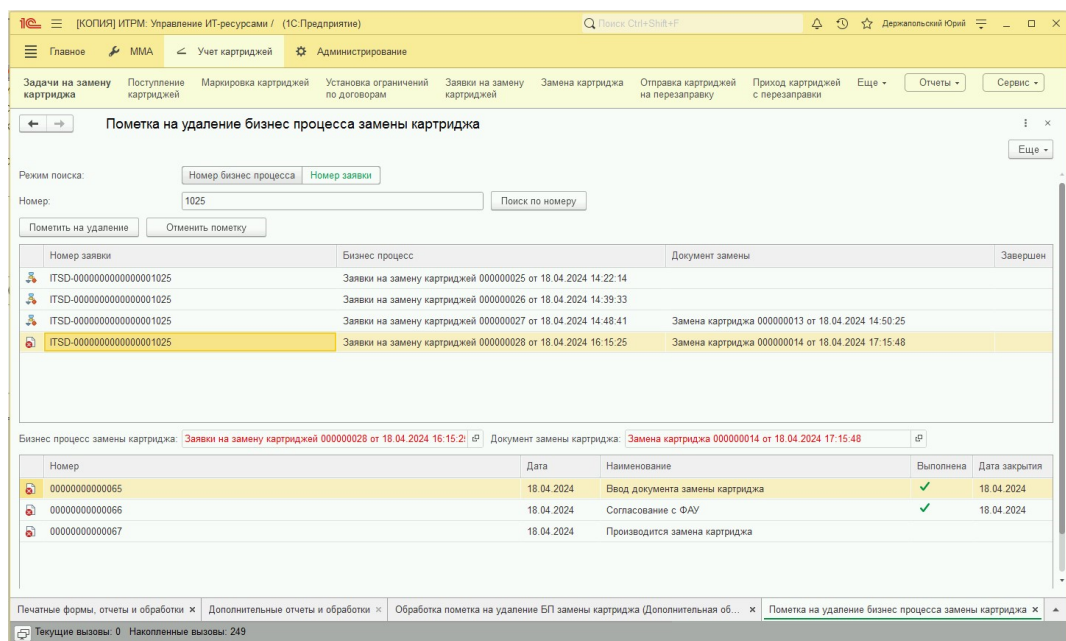 [КОПИЯ] ИТРМ: Управление ИТ-ресурсами / (1С:Предприятие) Поиск Ctrl+Shift+F Держапольский Юрий
Главное ММА Учет картриджей Администрирование
Задачи на замену Поступление Маркировка картриджей Установка ограничений Заявки на замену Замена картриджа Отправка картриджей Приход картриджей Еще Отчеты Сервис
картриджа картриджей по договорам картриджей на перезаправку с перезаправки
Пометка на удаление бизнес процесса замены картриджа
Еще
Режим поиска: Номер бизнес процесса Номер заявки
Номер: 1025 Поиск по номеру
Пометить на удаление Отменить пометку
Номер заявки Бизнес процесс Документ замены Завершен
ITSD-0000000000000001025 Заявки на замену картриджей 000000025 от 18.04.2024 14:22:14
ITSD-0000000000000001025 Заявки на замену картриджей 000000026 от 18.04.2024 14:39:33
ITSD-0000000000000001025 Заявки на замену картриджей 000000027 от 18.04.2024 14:48:41 Замена картриджа 000000013 от 18.04.2024 14:50:25
ITSD-0000000000000001025 Заявки на замену картриджей 000000028 от 18.04.2024 16:15:25 Замена картриджа 000000014 от 18.04.2024 17:15:48
Бизнес процесс замены картриджа: Заявки на замену картриджей 000000028 от 18.04.2024 16:15:2 Документ замены картриджа: Замена картриджа 000000014 от 18.04.2024 17:15:48
Номер Дата Наименование Выполнена Дата закрытия
00000000000065 18.04.2024 Ввод документа замены картриджа 18.04.2024
00000000000066 18.04.2024 Согласование с ФАУ 18.04.2024
00000000000067 18.04.2024 Производится замена картриджа
Печатные формы, отчеты и обработки Дополнительные отчеты и обработки Обработка пометка на удаление БП замены картриджа (Дополнительная об... Пометка на удаление бизнес процесса замены картриджа
Текущие вызовы: 0 Накопленные вызовы: 249